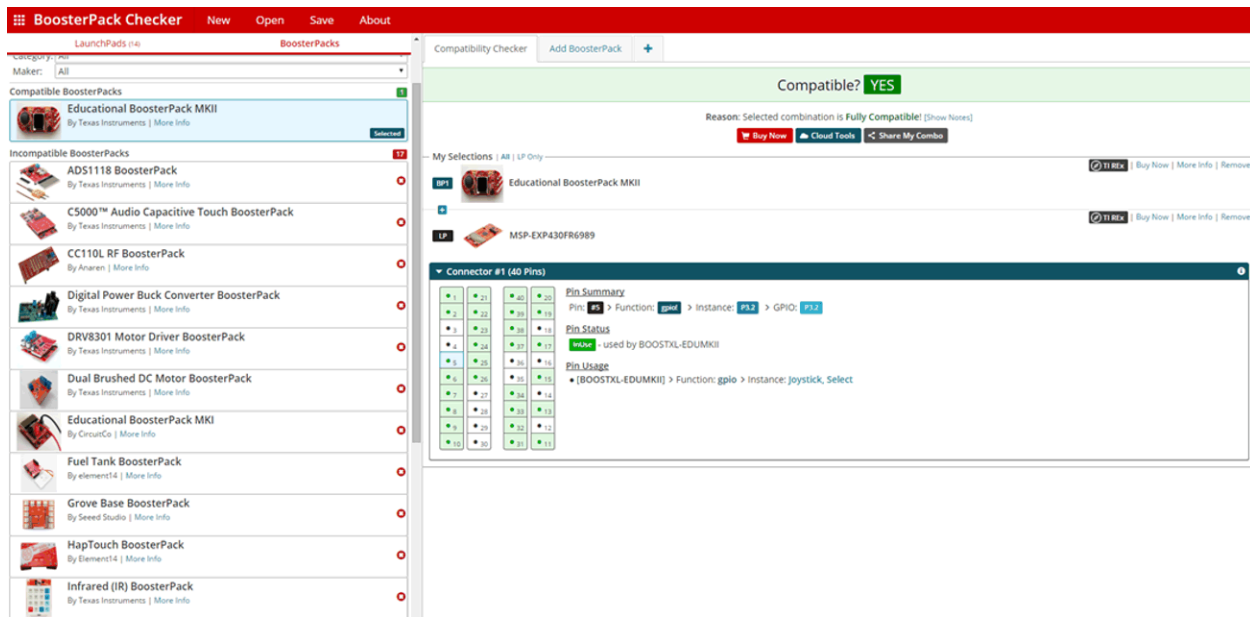 BoosterPack Checker New Open Save About
LaunchPads (14) BoosterPacks
Category: All
Maker: All
Compatible BoosterPacks 1
Educational BoosterPack MKII
By Texas Instruments | More Info
Selected
Incompatible BoosterPacks 17
ADS1118 BoosterPack
By Texas Instruments | More Info
C5000™ Audio Capacitive Touch BoosterPack
By Texas Instruments | More Info
CC110L RF BoosterPack
By Anaren | More Info
Digital Power Buck Converter BoosterPack
By Texas Instruments | More Info
DRV8301 Motor Driver BoosterPack
By Texas Instruments | More Info
Dual Brushed DC Motor BoosterPack
By Texas Instruments | More Info
Educational BoosterPack MKI
By CircuitCo | More Info
Fuel Tank BoosterPack
By element14 | More Info
Grove Base BoosterPack
By Seeed Studio | More Info
HapTouch BoosterPack
By Element14 | More Info
Infrared (IR) BoosterPack
By Texas Instruments | More Info
Compatibility Checker Add BoosterPack +
Compatible? YES
Reason: Selected combination is Fully Compatible! [Show Notes]
Buy Now Cloud Tools Share My Combo
My Selections | All | LP Only
TI REx | Buy Now | More Info | Remove
BP1 Educational BoosterPack MKII
TI REx | Buy Now | More Info | Remove
LP MSP-EXP430FR6989
Connector #1 (40 Pins)
1 21 40 20
2 22 39 19
3 23 38 18
4 24 37 17
5 25 36 16
6 26 35 15
7 27 34 14
8 28 33 13
9 29 32 12
10 30 31 11
Pin Summary
Pin: #5 > Function: gpio! > Instance: P3.2 > GPIO: P3.2
Pin Status
inUse - used by BOOSTXL-EDUMKII
Pin Usage
• [BOOSTXL-EDUMKII] > Function: gpio > Instance: Joystick, Select